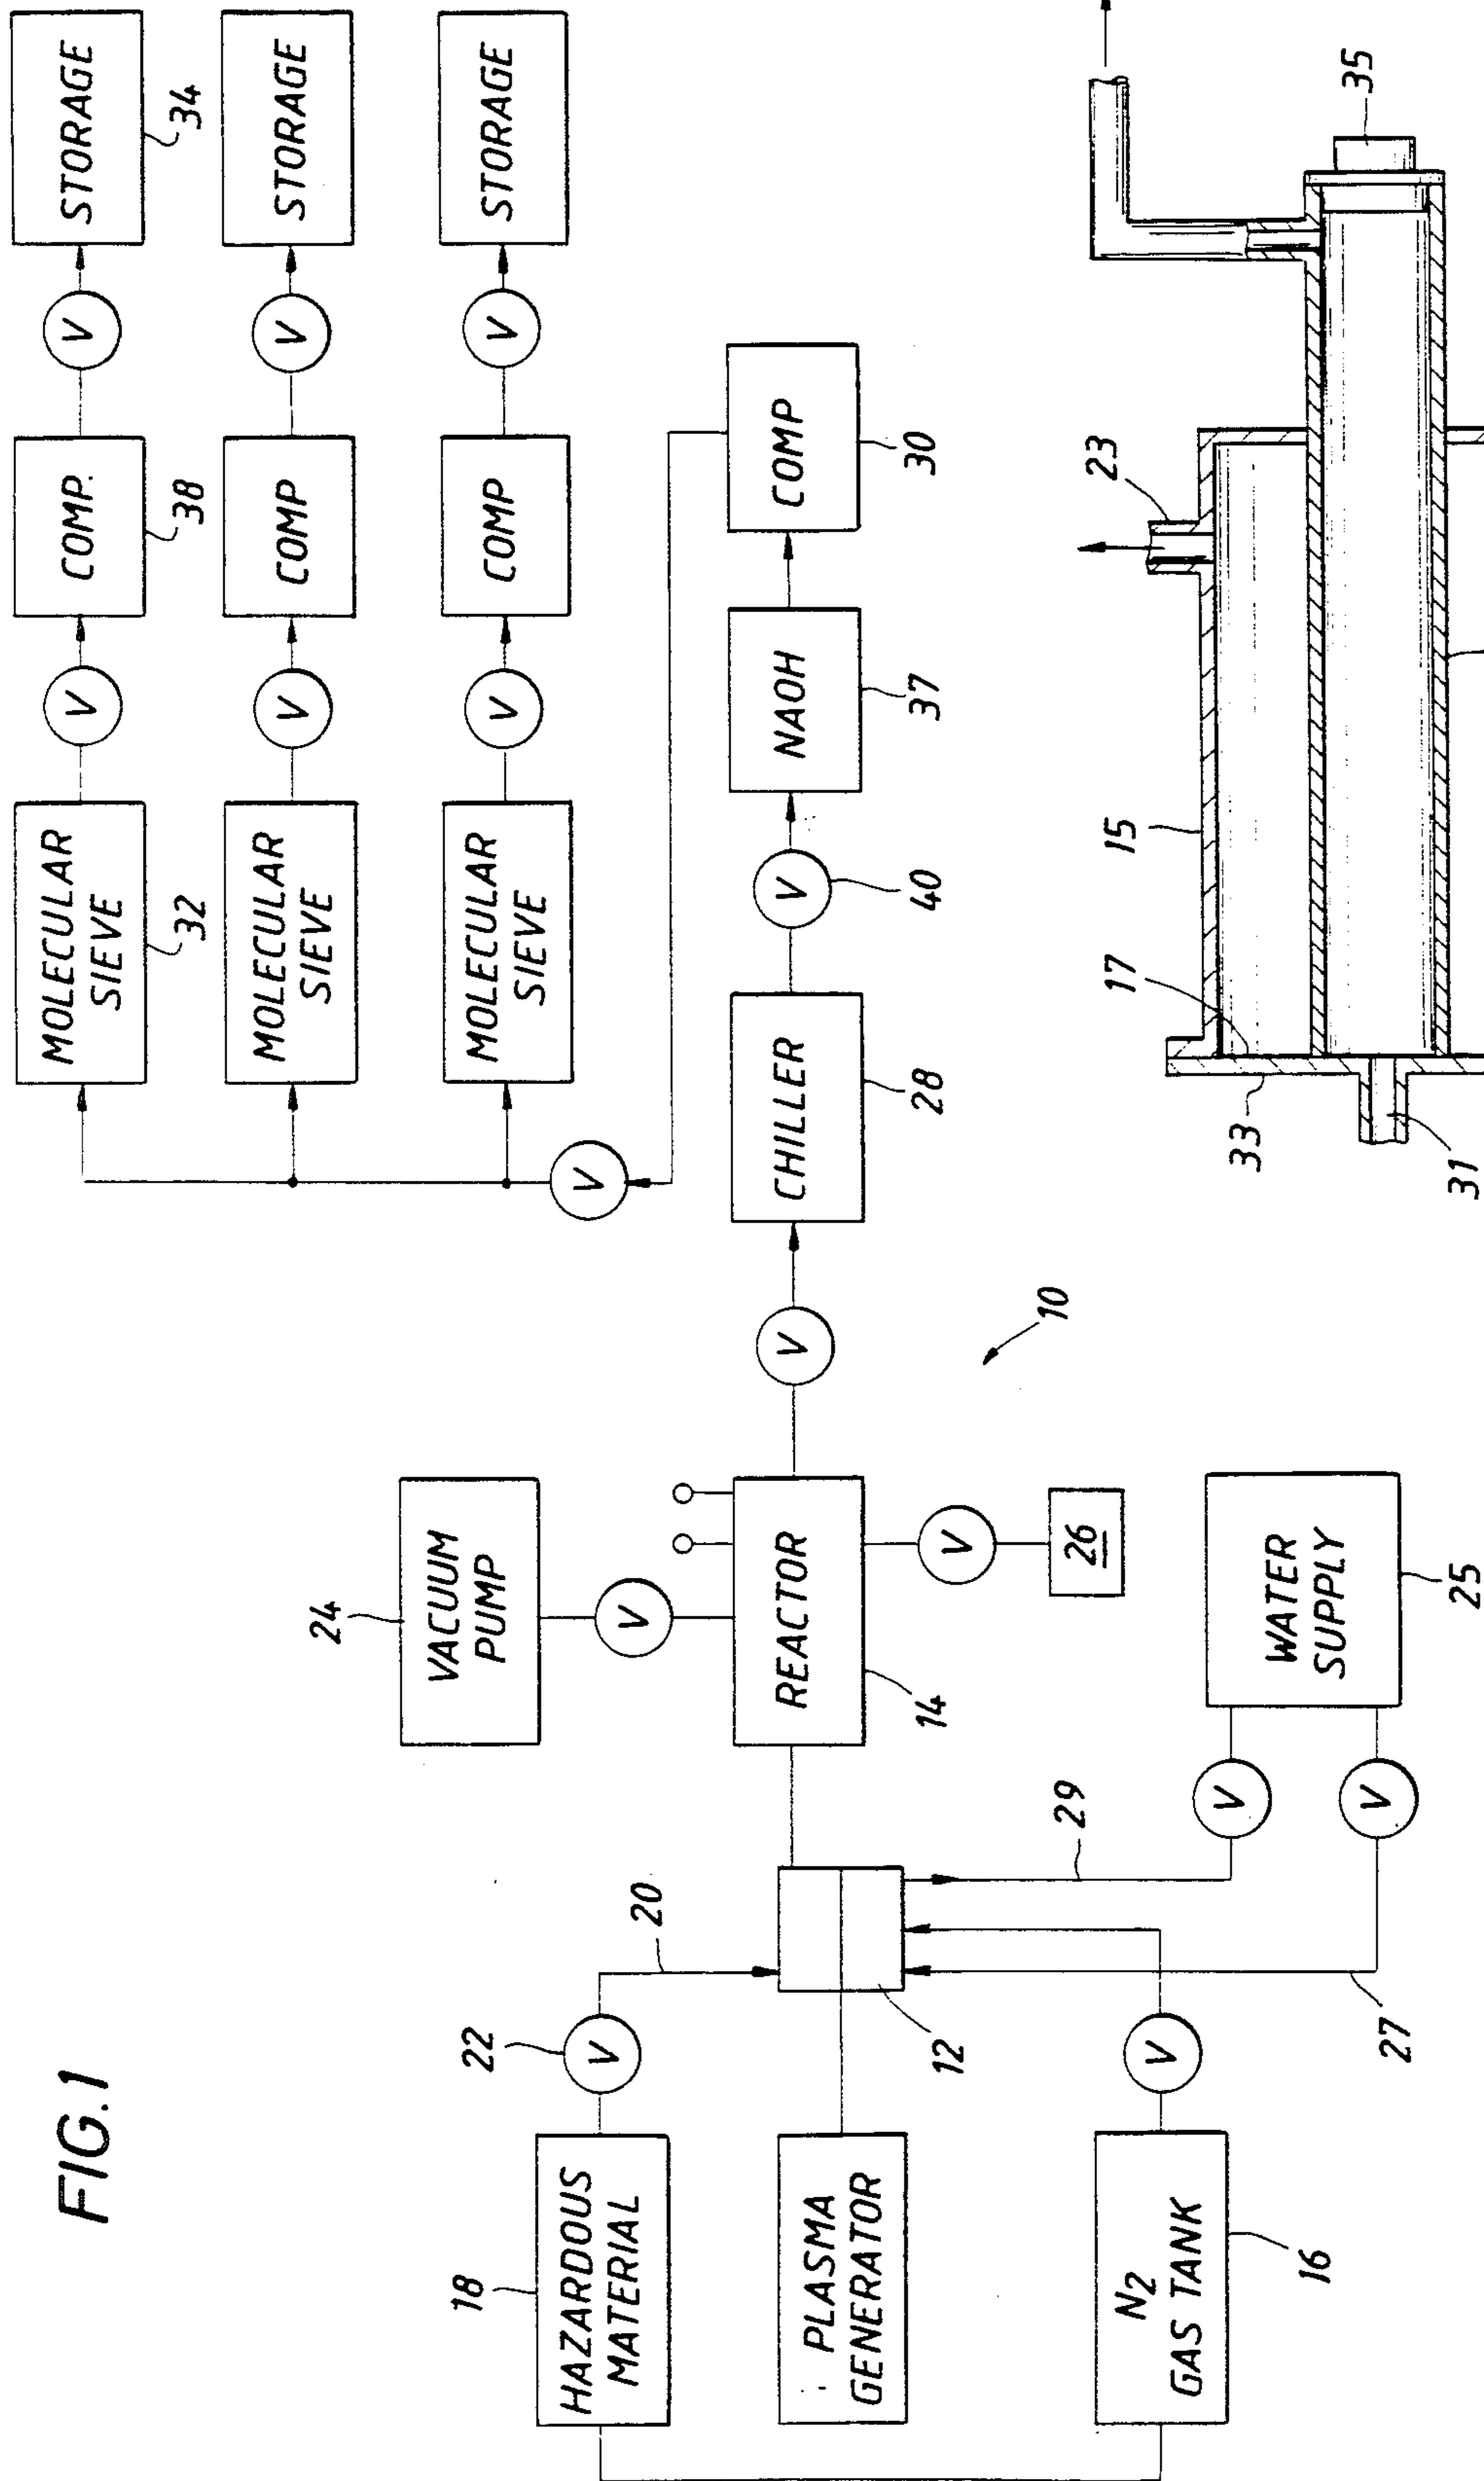 FIG.1
HAZARDOUS
MATERIAL
18
V
22
20
PLASMA
GENERATOR
12
N2
GAS TANK
16
V
27
29
V
V
WATER
SUPPLY
25
VACUUM
PUMP
24
V
REACTOR
14
V
26
10
V
CHILLER
28
V
40
NAOH
37
COMP
30
V
MOLECULAR
SIEVE
32
V
COMP.
38
V
STORAGE
34
MOLECULAR
SIEVE
V
COMP
V
STORAGE
MOLECULAR
SIEVE
V
COMP
V
STORAGE
33
31
17
15
23
35